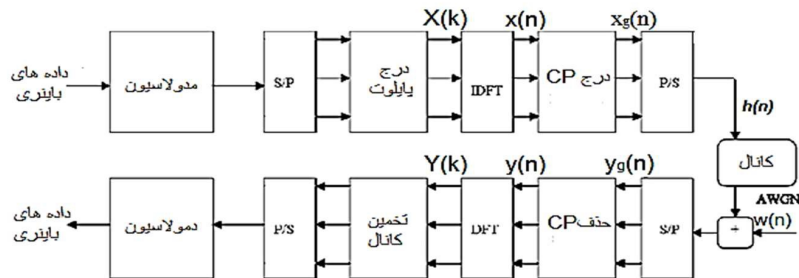 X(k)
x(n)
xg(n)
داده های
باینری
مدولاسیون
S/P
درج
پایلوت
IDFT
درج CP
P/S
h(n)
کانال
AWGN
w(n)
+
Y(k)
y(n)
yg(n)
داده های
باینری
دمولاسیون
P/S
تخمین
کانال
DFT
حذف CP
S/P